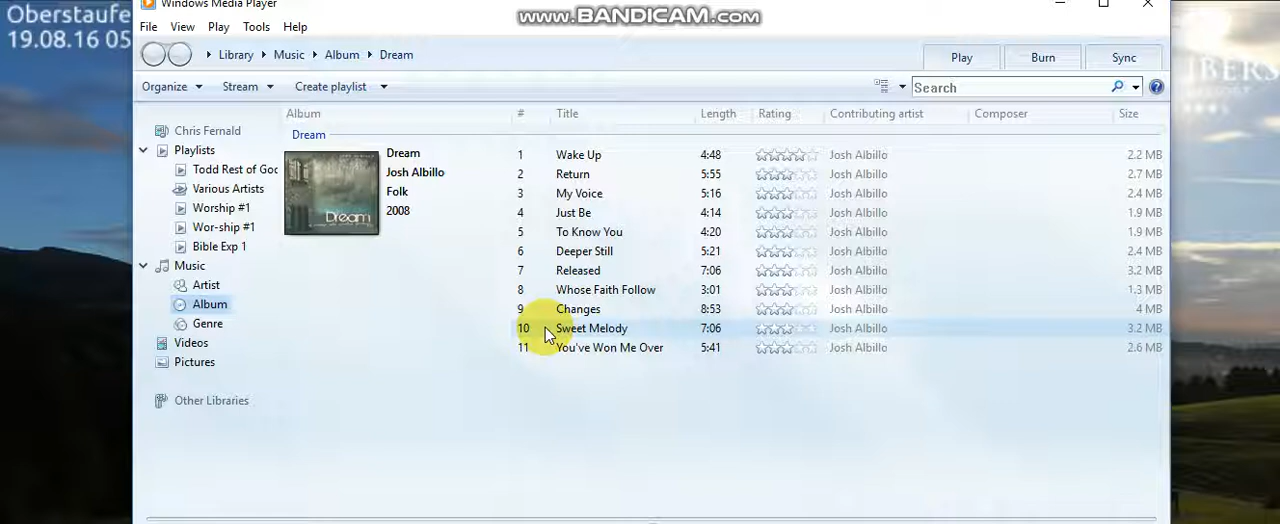 Oberstaufe
19.08.16 05
www.BANDICAM.com
Windows Media Player
File View Play Tools Help
Library Music Album Dream
Play Burn Sync
Organize Stream Create playlist Search
Album # Title Length Rating Contributing artist Composer Size
Chris Fernald
Playlists
Todd Rest of Goc
Various Artists
Worship #1
Wor-ship #1
Bible Exp 1
Music
Artist
Album
Genre
Videos
Pictures
Other Libraries
Dream
Dream
Dream
Josh Albillo
Folk
2008
1 Wake Up 4:48 Josh Albillo 2.2 MB
2 Return 5:55 Josh Albillo 2.7 MB
3 My Voice 5:16 Josh Albillo 2.4 MB
4 Just Be 4:14 Josh Albillo 1.9 MB
5 To Know You 4:20 Josh Albillo 1.9 MB
6 Deeper Still 5:21 Josh Albillo 2.4 MB
7 Released 7:06 Josh Albillo 3.2 MB
8 Whose Faith Follow 3:01 Josh Albillo 1.3 MB
9 Changes 8:53 Josh Albillo 4 MB
10 Sweet Melody 7:06 Josh Albillo 3.2 MB
11 You've Won Me Over 5:41 Josh Albillo 2.6 MB